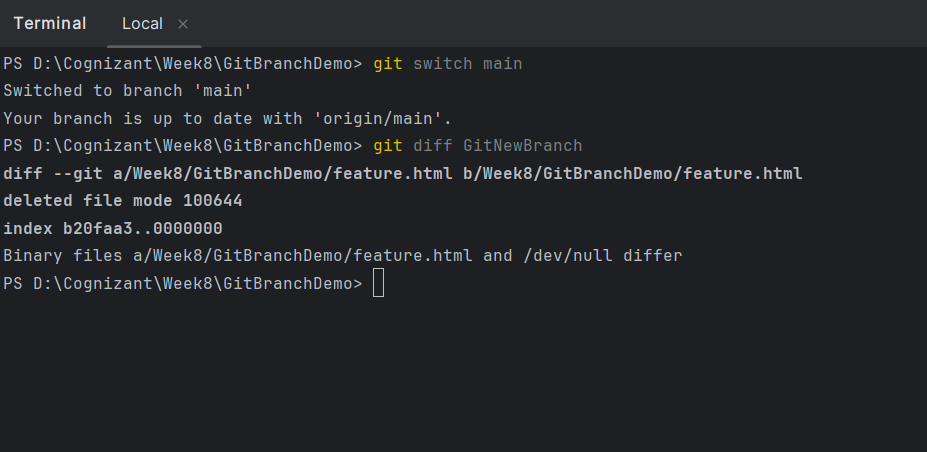 Terminal Local ×
PS D:\Cognizant\Week8\GitBranchDemo> git switch main
Switched to branch 'main'
Your branch is up to date with 'origin/main'.
PS D:\Cognizant\Week8\GitBranchDemo> git diff GitNewBranch
diff --git a/Week8/GitBranchDemo/feature.html b/Week8/GitBranchDemo/feature.html
deleted file mode 100644
index b20faa3..0000000
Binary files a/Week8/GitBranchDemo/feature.html and /dev/null differ
PS D:\Cognizant\Week8\GitBranchDemo>